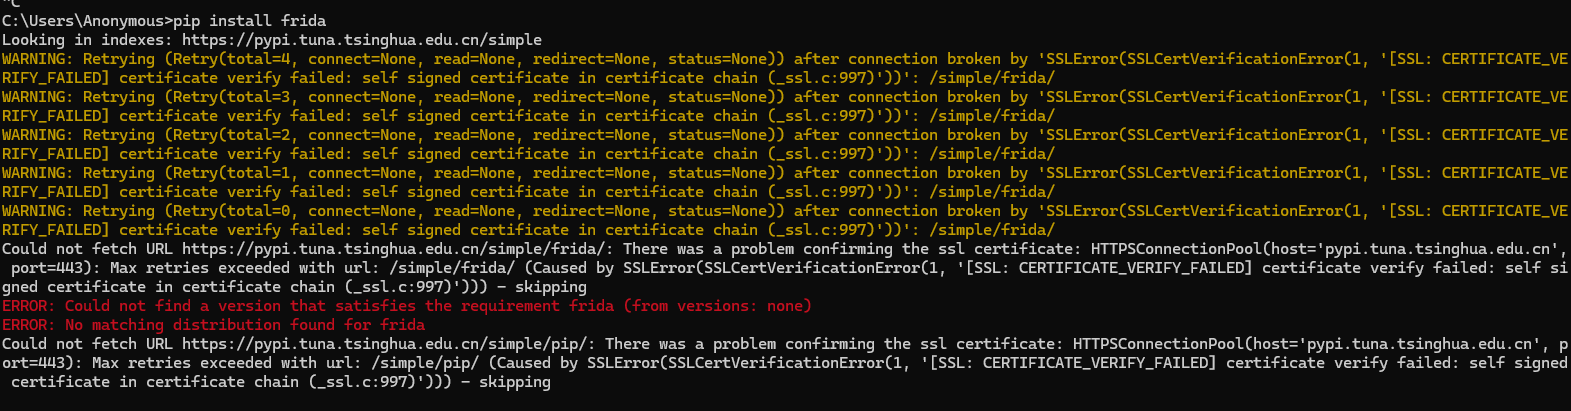 ^C
C:\Users\Anonymous>pip install frida
Looking in indexes: https://pypi.tuna.tsinghua.edu.cn/simple
WARNING: Retrying (Retry(total=4, connect=None, read=None, redirect=None, status=None)) after connection broken by 'SSLError(SSLCertVerificationError(1, '[SSL: CERTIFICATE_VE
RIFY_FAILED] certificate verify failed: self signed certificate in certificate chain (_ssl.c:997)'))': /simple/frida/
WARNING: Retrying (Retry(total=3, connect=None, read=None, redirect=None, status=None)) after connection broken by 'SSLError(SSLCertVerificationError(1, '[SSL: CERTIFICATE_VE
RIFY_FAILED] certificate verify failed: self signed certificate in certificate chain (_ssl.c:997)'))': /simple/frida/
WARNING: Retrying (Retry(total=2, connect=None, read=None, redirect=None, status=None)) after connection broken by 'SSLError(SSLCertVerificationError(1, '[SSL: CERTIFICATE_VE
RIFY_FAILED] certificate verify failed: self signed certificate in certificate chain (_ssl.c:997)'))': /simple/frida/
WARNING: Retrying (Retry(total=1, connect=None, read=None, redirect=None, status=None)) after connection broken by 'SSLError(SSLCertVerificationError(1, '[SSL: CERTIFICATE_VE
RIFY_FAILED] certificate verify failed: self signed certificate in certificate chain (_ssl.c:997)'))': /simple/frida/
WARNING: Retrying (Retry(total=0, connect=None, read=None, redirect=None, status=None)) after connection broken by 'SSLError(SSLCertVerificationError(1, '[SSL: CERTIFICATE_VE
RIFY_FAILED] certificate verify failed: self signed certificate in certificate chain (_ssl.c:997)'))': /simple/frida/
Could not fetch URL https://pypi.tuna.tsinghua.edu.cn/simple/frida/: There was a problem confirming the ssl certificate: HTTPSConnectionPool(host='pypi.tuna.tsinghua.edu.cn',
 port=443): Max retries exceeded with url: /simple/frida/ (Caused by SSLError(SSLCertVerificationError(1, '[SSL: CERTIFICATE_VERIFY_FAILED] certificate verify failed: self si
gned certificate in certificate chain (_ssl.c:997)'))) - skipping
ERROR: Could not find a version that satisfies the requirement frida (from versions: none)
ERROR: No matching distribution found for frida
Could not fetch URL https://pypi.tuna.tsinghua.edu.cn/simple/pip/: There was a problem confirming the ssl certificate: HTTPSConnectionPool(host='pypi.tuna.tsinghua.edu.cn', p
ort=443): Max retries exceeded with url: /simple/pip/ (Caused by SSLError(SSLCertVerificationError(1, '[SSL: CERTIFICATE_VERIFY_FAILED] certificate verify failed: self signed
 certificate in certificate chain (_ssl.c:997)'))) - skipping